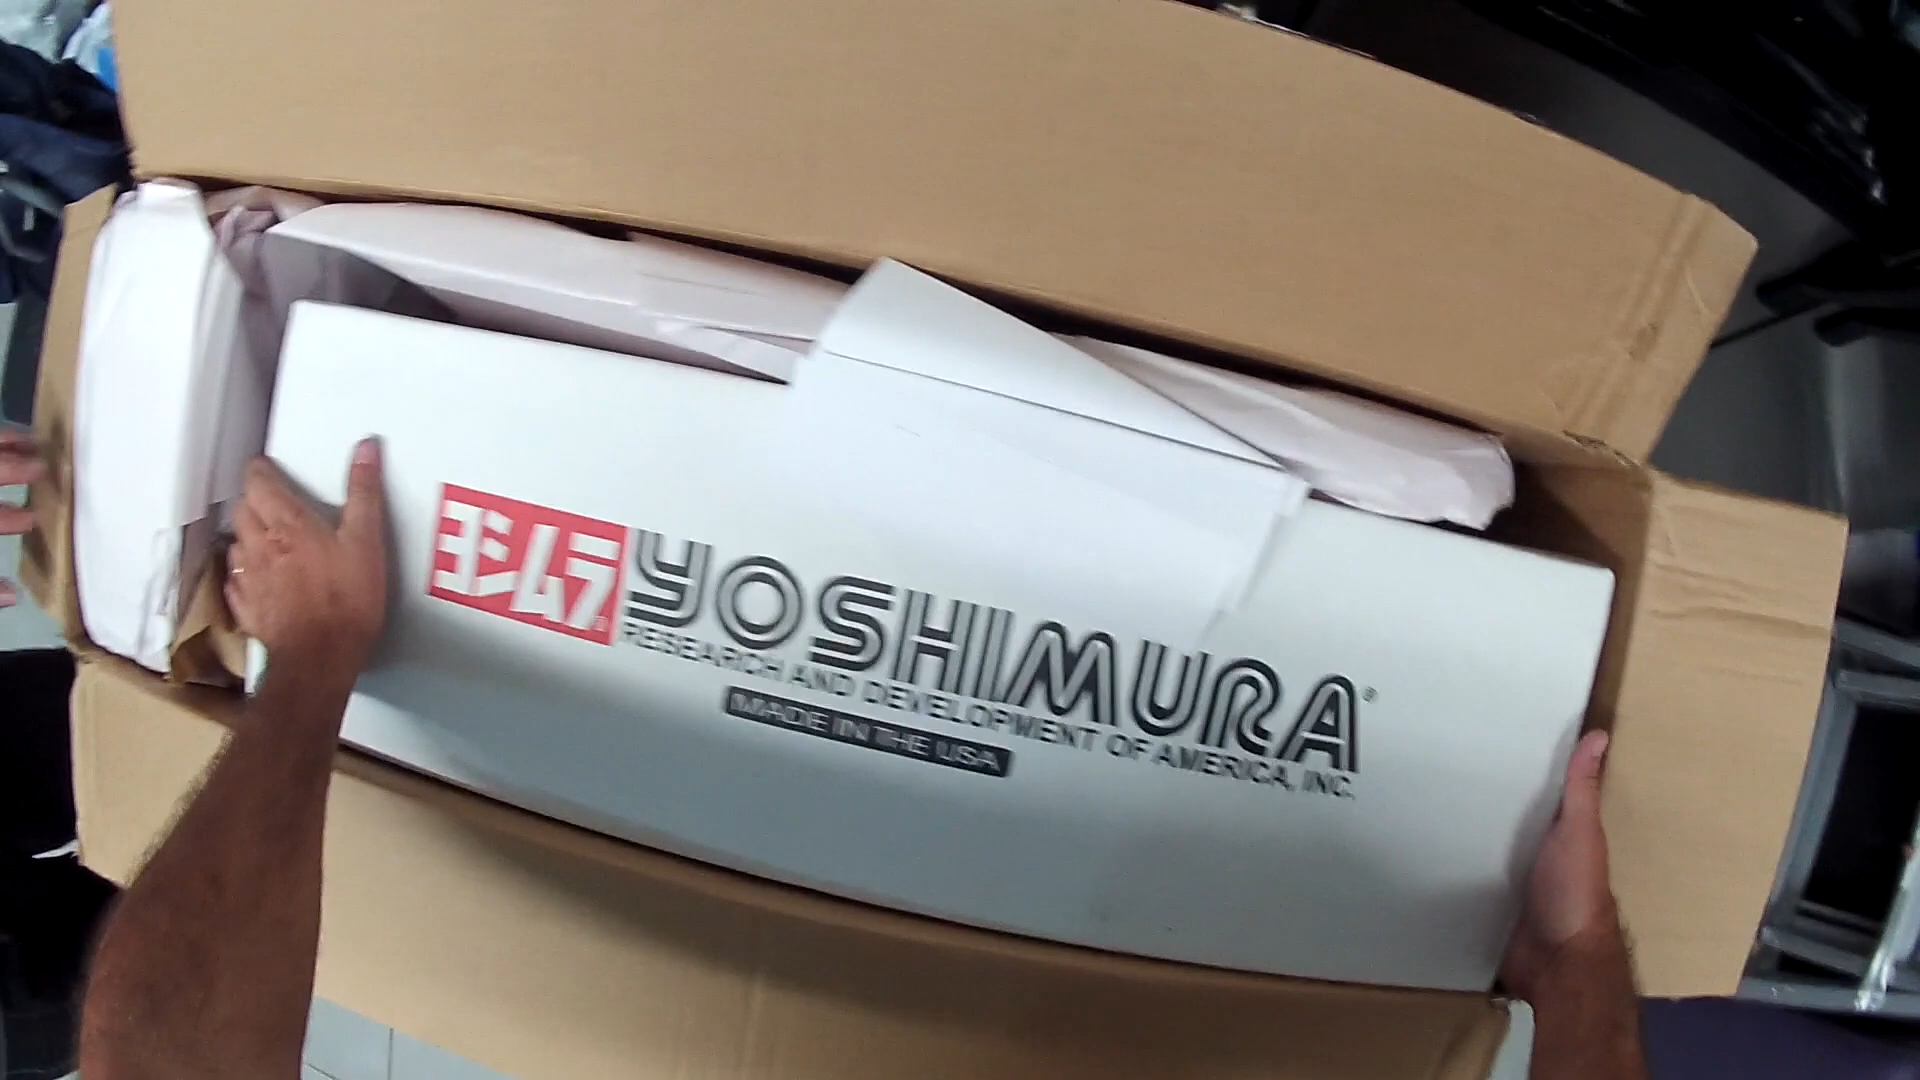 ヨシムラ
YOSHIMURA®
RESEARCH AND DEVELOPMENT OF AMERICA, INC.
MADE IN THE USA